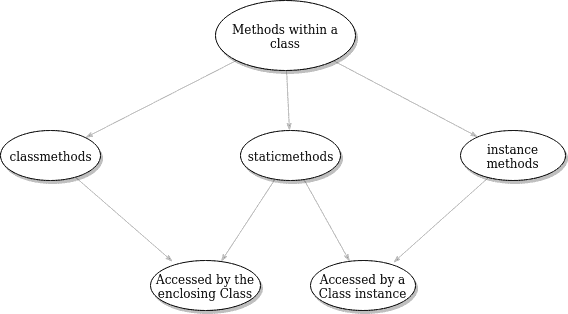 Methods within a
class
classmethods
staticmethods
instance
methods
Accessed by the
enclosing Class
Accessed by a
Class instance